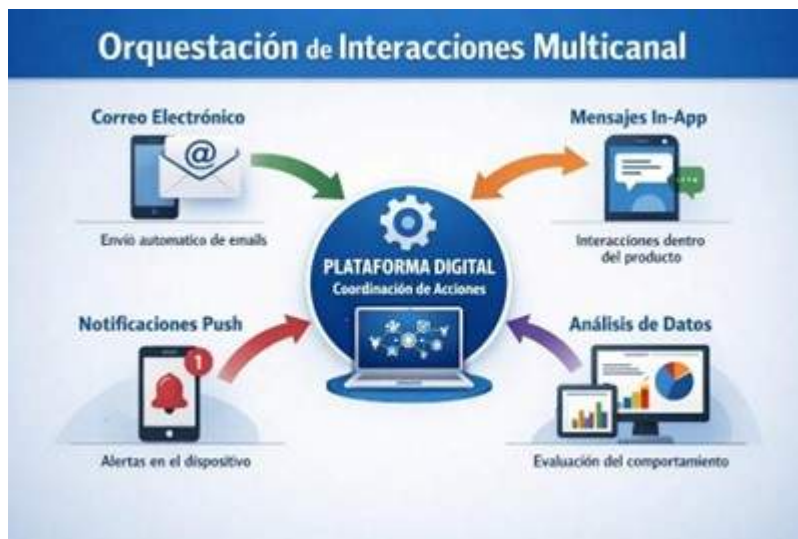 Orquestación de Interacciones Multicanal
Correo Electrónico
@
Envio automatico de emails
Mensajes In-App
Interacciones dentro
del producto
PLATAFORMA DIGITAL
Coordinación de Acciones
Notificaciones Push
1
Alertas en el dispositivo
Análisis de Datos
Evaluación del comportamiento